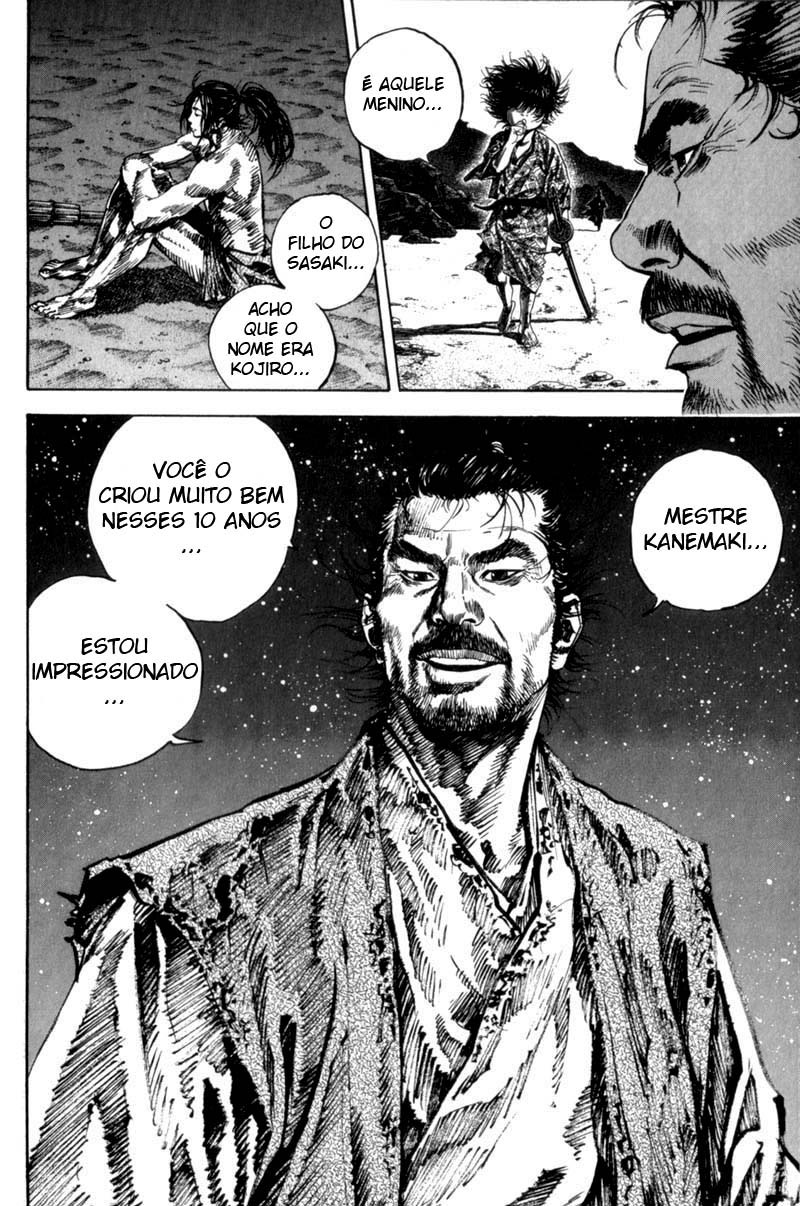 É AQUELE
MENINO...
O
FILHO DO
SASAKI...
ACHO
QUE O
NOME ERA
KOJIRO...
MESTRE
KANEMAKI...
VOCÊ O
CRIOU MUITO BEM
NESSES 10 ANOS
...
ESTOU
IMPRESSIONADO
...